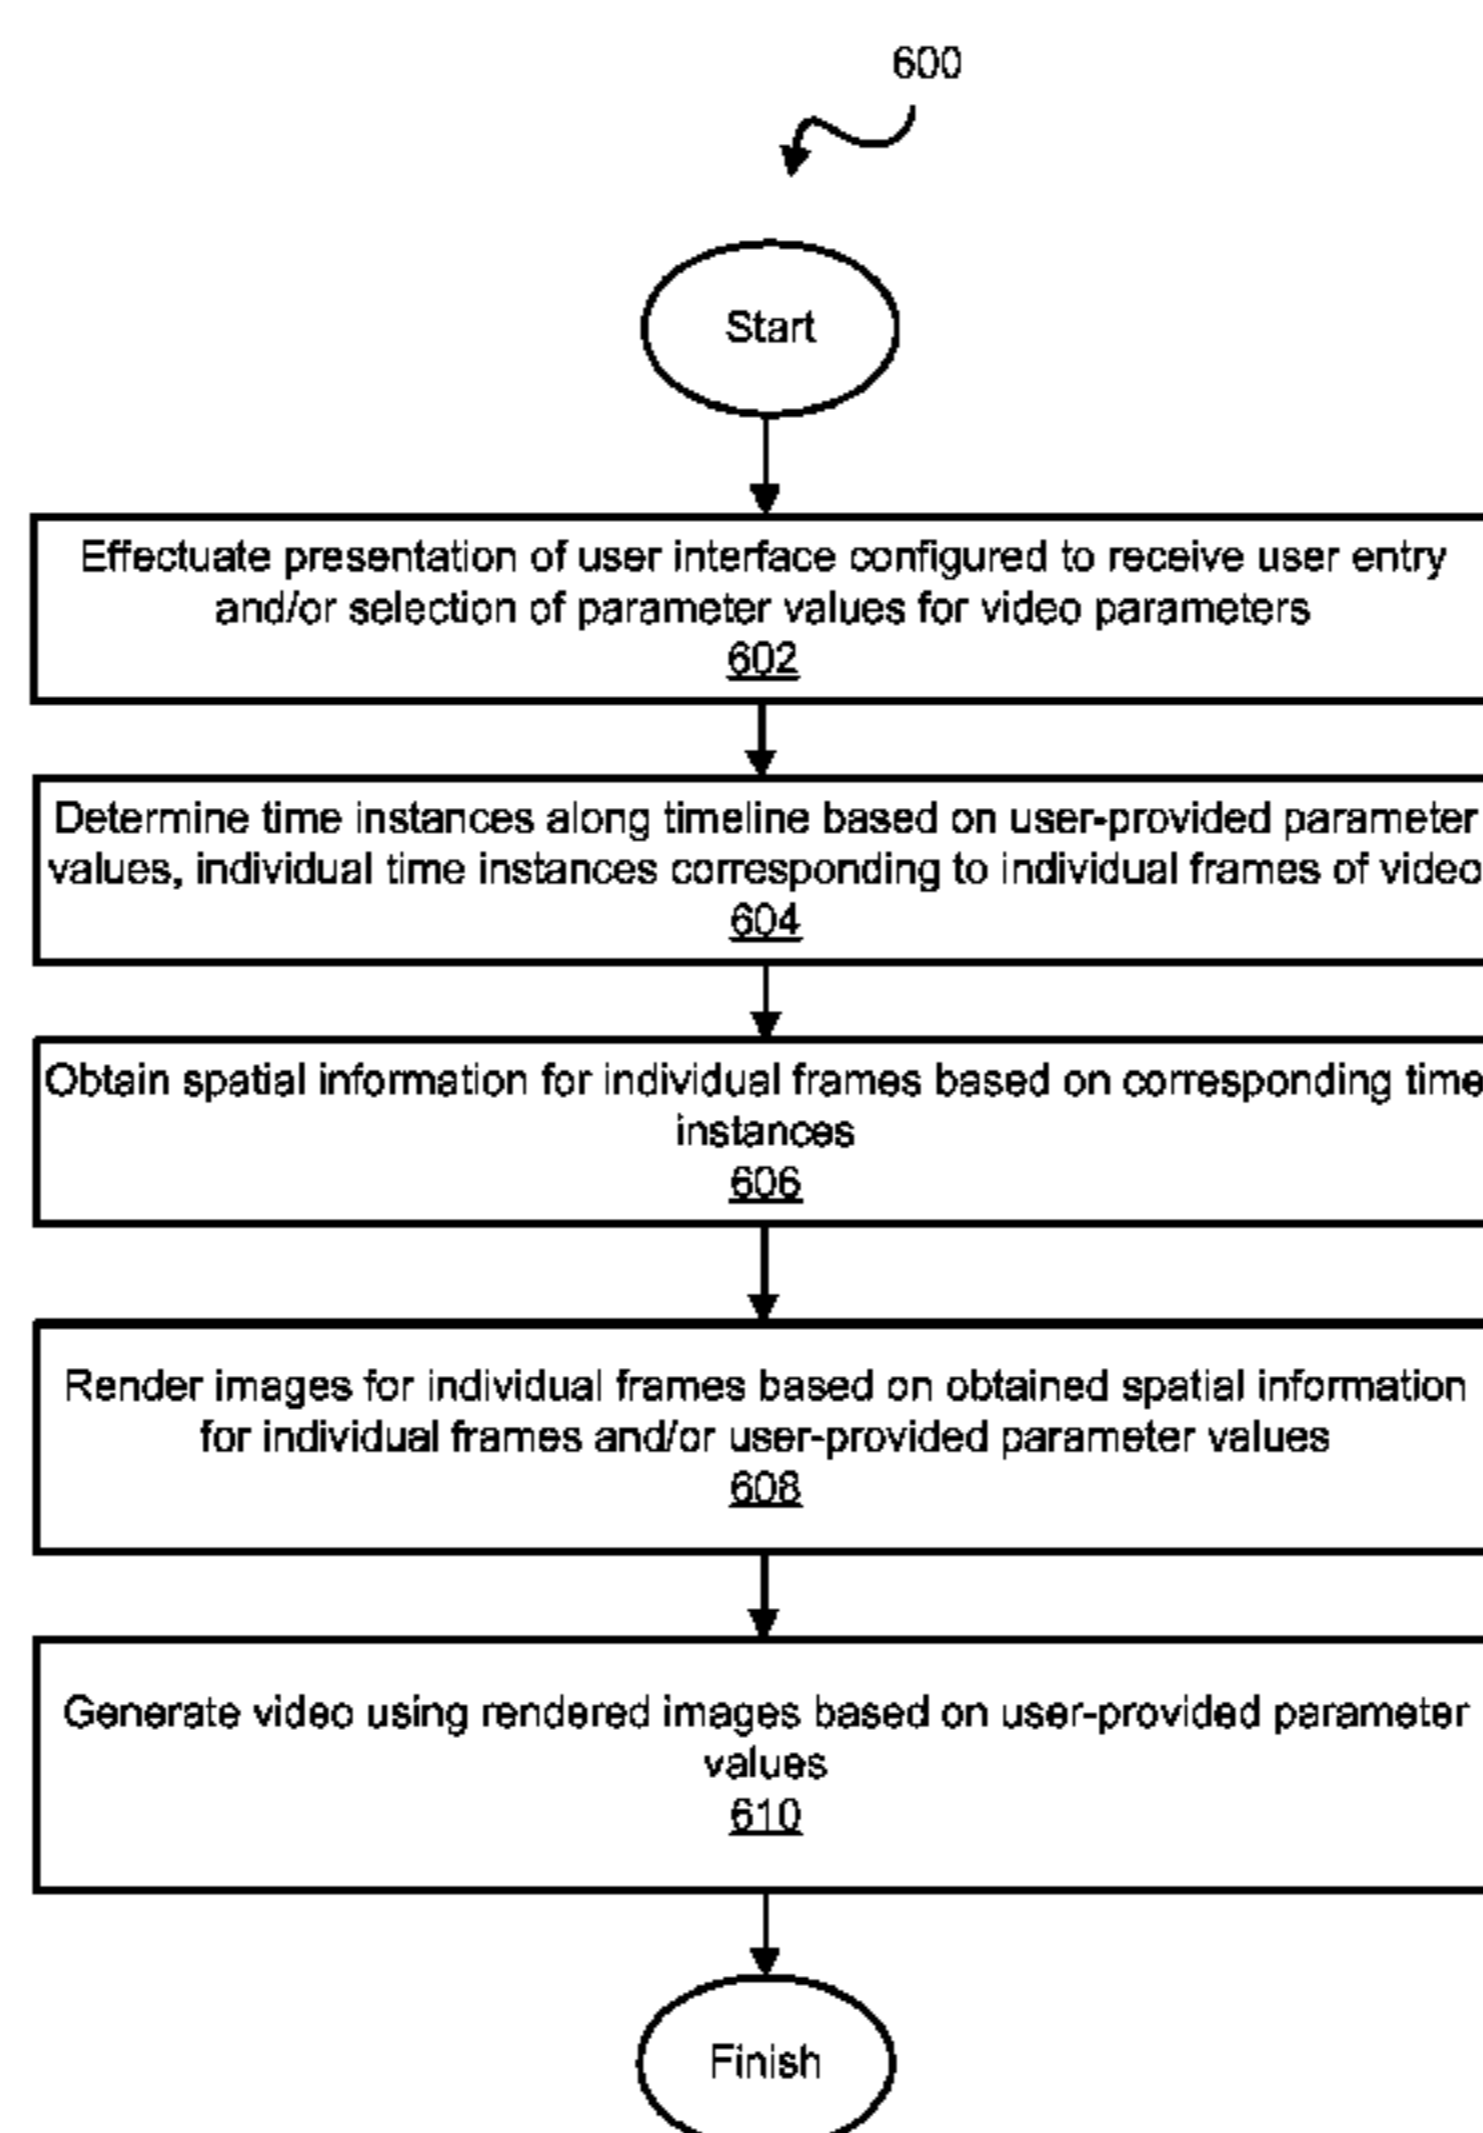 600
Start
Effectuate presentation of user interface configured to receive user entry
and/or selection of parameter values for video parameters
602
Determine time instances along timeline based on user-provided parameter
values, individual time instances corresponding to individual frames of video
604
Obtain spatial information for individual frames based on corresponding time
instances
606
Render images for individual frames based on obtained spatial information
for individual frames and/or user-provided parameter values
608
Generate video using rendered images based on user-provided parameter
values
610
Finish